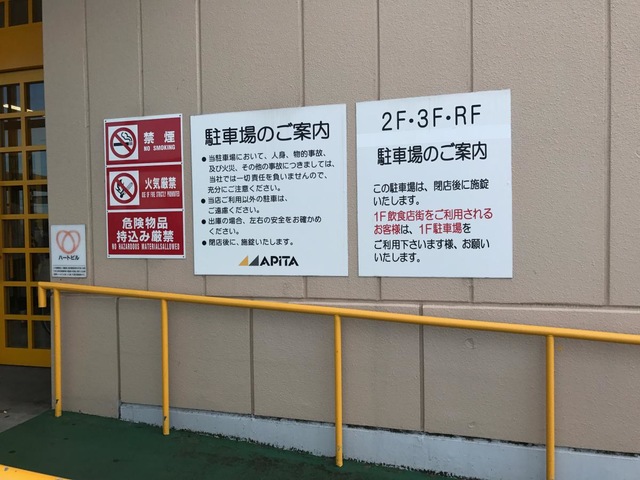 禁煙
NO SMOKING
火気厳禁
危険物品
持込み厳禁
NO HAZARDOUS MATERIALS ALLOWED
ハートビル
駐車場のご案内
●当駐車場において、人身、物的事故、
及び火災、その他の事故につきましては、
当社では一切責任を負いませんので、
充分にご注意ください。
●当店ご利用以外の駐車は、
ご遠慮ください。
●出庫の場合、左右の安全をお確かめ
ください。
●閉店後に、施錠いたします。
APiTA
2F・3F・RF
駐車場のご案内
この駐車場は、閉店後に施錠
いたします。
1F飲食店街をご利用される
お客様は、1F駐車場を
ご利用下さいます様、お願い
いたします。